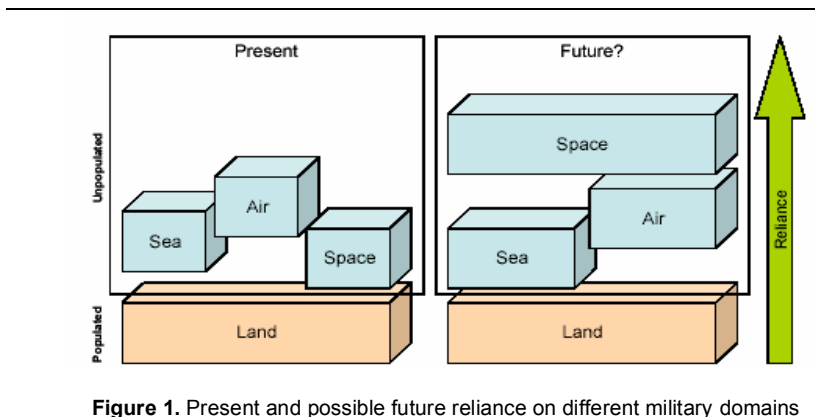 Present
Future?
Unpopulated
Space
Air
Sea
Space
Air
Sea
Reliance
Populated
Land
Land
Figure 1. Present and possible future reliance on different military domains